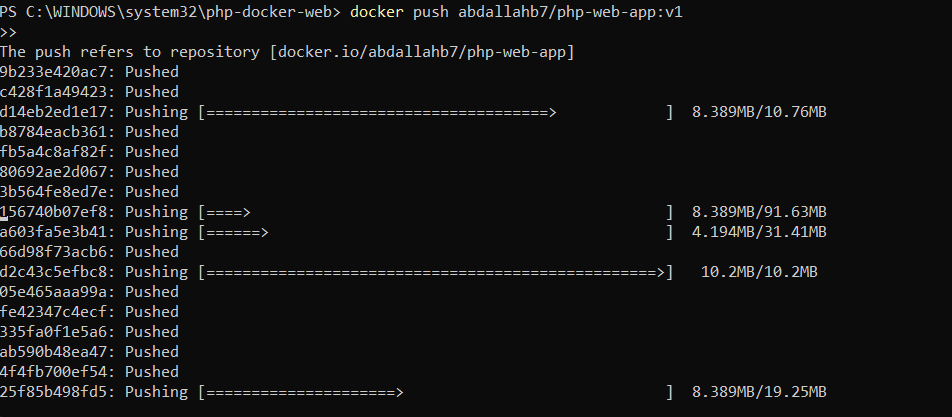 PS C:\WINDOWS\system32\php-docker-web> docker push abdallahb7/php-web-app:v1
>>
The push refers to repository [docker.io/abdallahb7/php-web-app]
9b233e420ac7: Pushed
c428f1a49423: Pushed
d14eb2ed1e17: Pushing [=====================================>             ]  8.389MB/10.76MB
b8784eacb361: Pushed
fb5a4c8af82f: Pushed
80692ae2d067: Pushed
3b564fe8ed7e: Pushed
156740b07ef8: Pushing [====>                                              ]  8.389MB/91.63MB
a603fa5e3b41: Pushing [======>                                            ]  4.194MB/31.41MB
66d98f73acb6: Pushed
d2c43c5efbc8: Pushing [=================================================>]   10.2MB/10.2MB
05e465aaa99a: Pushed
fe42347c4ecf: Pushed
335fa0f1e5a6: Pushed
ab590b48ea47: Pushed
4f4fb700ef54: Pushed
25f85b498fd5: Pushing [=====================>                             ]  8.389MB/19.25MB